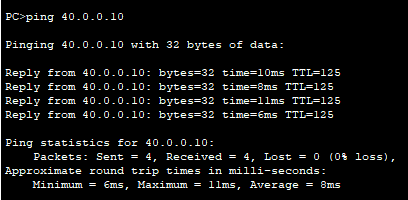 PC>ping 40.0.0.10
Pinging 40.0.0.10 with 32 bytes of data:
Reply from 40.0.0.10: bytes=32 time=10ms TTL=125
Reply from 40.0.0.10: bytes=32 time=8ms TTL=125
Reply from 40.0.0.10: bytes=32 time=11ms TTL=125
Reply from 40.0.0.10: bytes=32 time=6ms TTL=125
Ping statistics for 40.0.0.10:
Packets: Sent = 4, Received = 4, Lost = 0 (0% loss),
Approximate round trip times in milli-seconds:
Minimum = 6ms, Maximum = 11ms, Average = 8ms